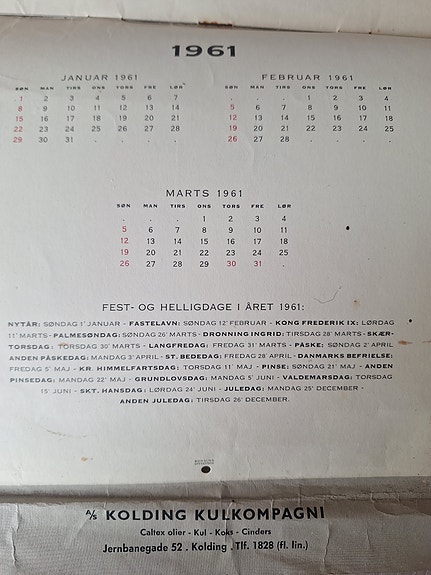 1961
JANUAR 1961
SØN MAN TIRS ONS TORS FRE LØR
1 2 3 4 5 6 7
8 9 10 11 12 13 14
15 16 17 18 19 20 21
22 23 24 25 26 27 28
29 30 31 . . . .
FEBRUAR 1961
SØN MAN TIRS ONS TORS FRE LØR
. . . 1 2 3 4
5 6 7 8 9 10 11
12 13 14 15 16 17 18
19 20 21 22 23 24 25
26 27 28 . . . .
MARTS 1961
SØN MAN TIRS ONS TORS FRE LØR
. . . 1 2 3 4
5 6 7 8 9 10 11
12 13 14 15 16 17 18
19 20 21 22 23 24 25
26 27 28 29 30 31 .
FEST- OG HELLIGDAGE I ÅRET 1961:
NYTÅR: SØNDAG 1' JANUAR - FASTELAVN: SØNDAG 12' FEBRUAR - KONG FREDERIK IX: LØRDAG
11' MARTS - PALMESØNDAG: SØNDAG 26' MARTS - DRONNING INGRID: TIRSDAG 28' MARTS - SKÆR-
TORSDAG: TORSDAG 30' MARTS - LANGFREDAG: FREDAG 31' MARTS - PÅSKE: SØNDAG 2' APRIL
ANDEN PÅSKEDAG: MANDAG 3' APRIL - ST. BEDEDAG: FREDAG 28' APRIL - DANMARKS BEFRIELSE:
FREDAG 5' MAJ - KR. HIMMELFARTSDAG: TORSDAG 11' MAJ - PINSE: SØNDAG 21' MAJ - ANDEN
PINSEDAG: MANDAG 22' MAJ - GRUNDLOVSDAG: MANDAG 5' JUNI - VALDEMARSDAG: TORSDAG
15' JUNI - SKT. HANSDAG: LØRDAG 24' JUNI - JULEDAG: MANDAG 25' DECEMBER -
ANDEN JULEDAG: TIRSDAG 26' DECEMBER.
A/S KOLDING KULKOMPAGNI
Caltex olier - Kul - Koks - Cinders
Jernbanegade 52 . Kolding . Tlf. 1828 (fl. lin.)